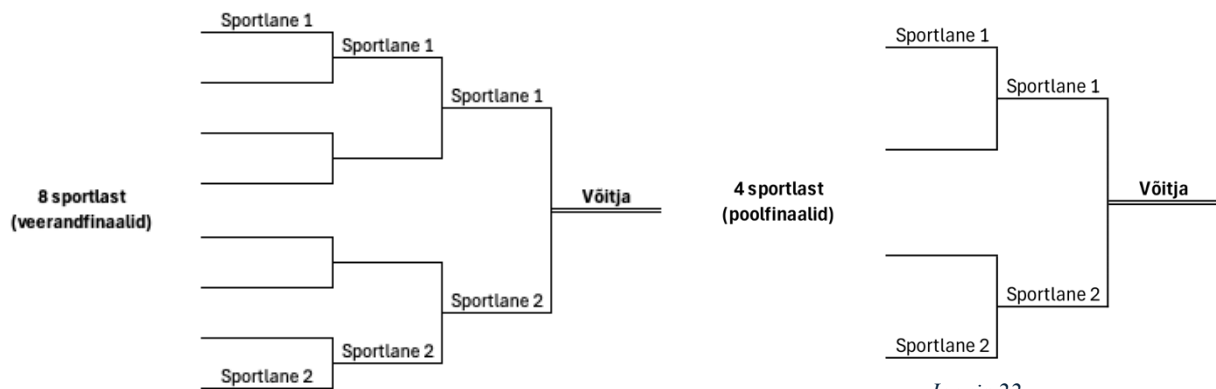 Sportlane 1
Sportlane 1
Sportlane 1
8 sportlast
(veerandfinaalid)
Võitja
Sportlane 2
Sportlane 2
Sportlane 2
Sportlane 1
Sportlane 1
4 sportlast
(poolfinaalid)
Võitja
Sportlane 2
Sportlane 2